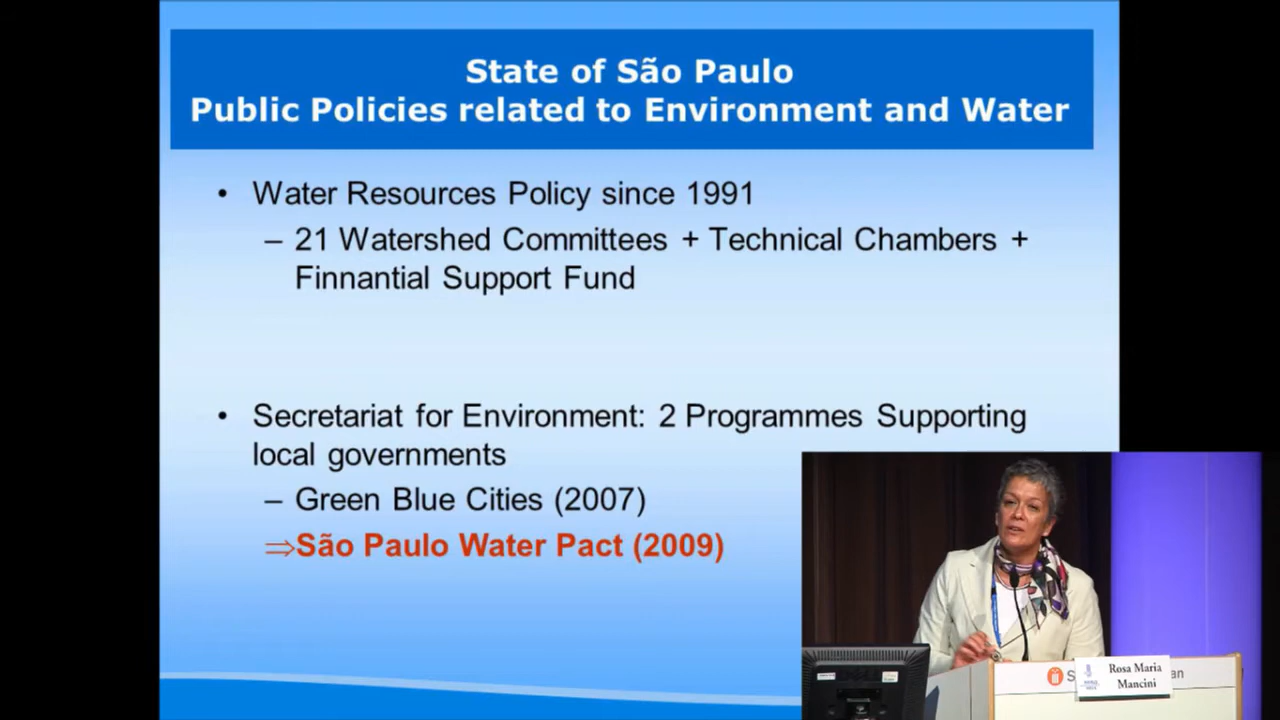 State of São Paulo
Public Policies related to Environment and Water
• Water Resources Policy since 1991
– 21 Watershed Committees + Technical Chambers +
Finnantial Support Fund
• Secretariat for Environment: 2 Programmes Supporting
local governments
– Green Blue Cities (2007)
⇒São Paulo Water Pact (2009)
Rosa Maria
Mancini